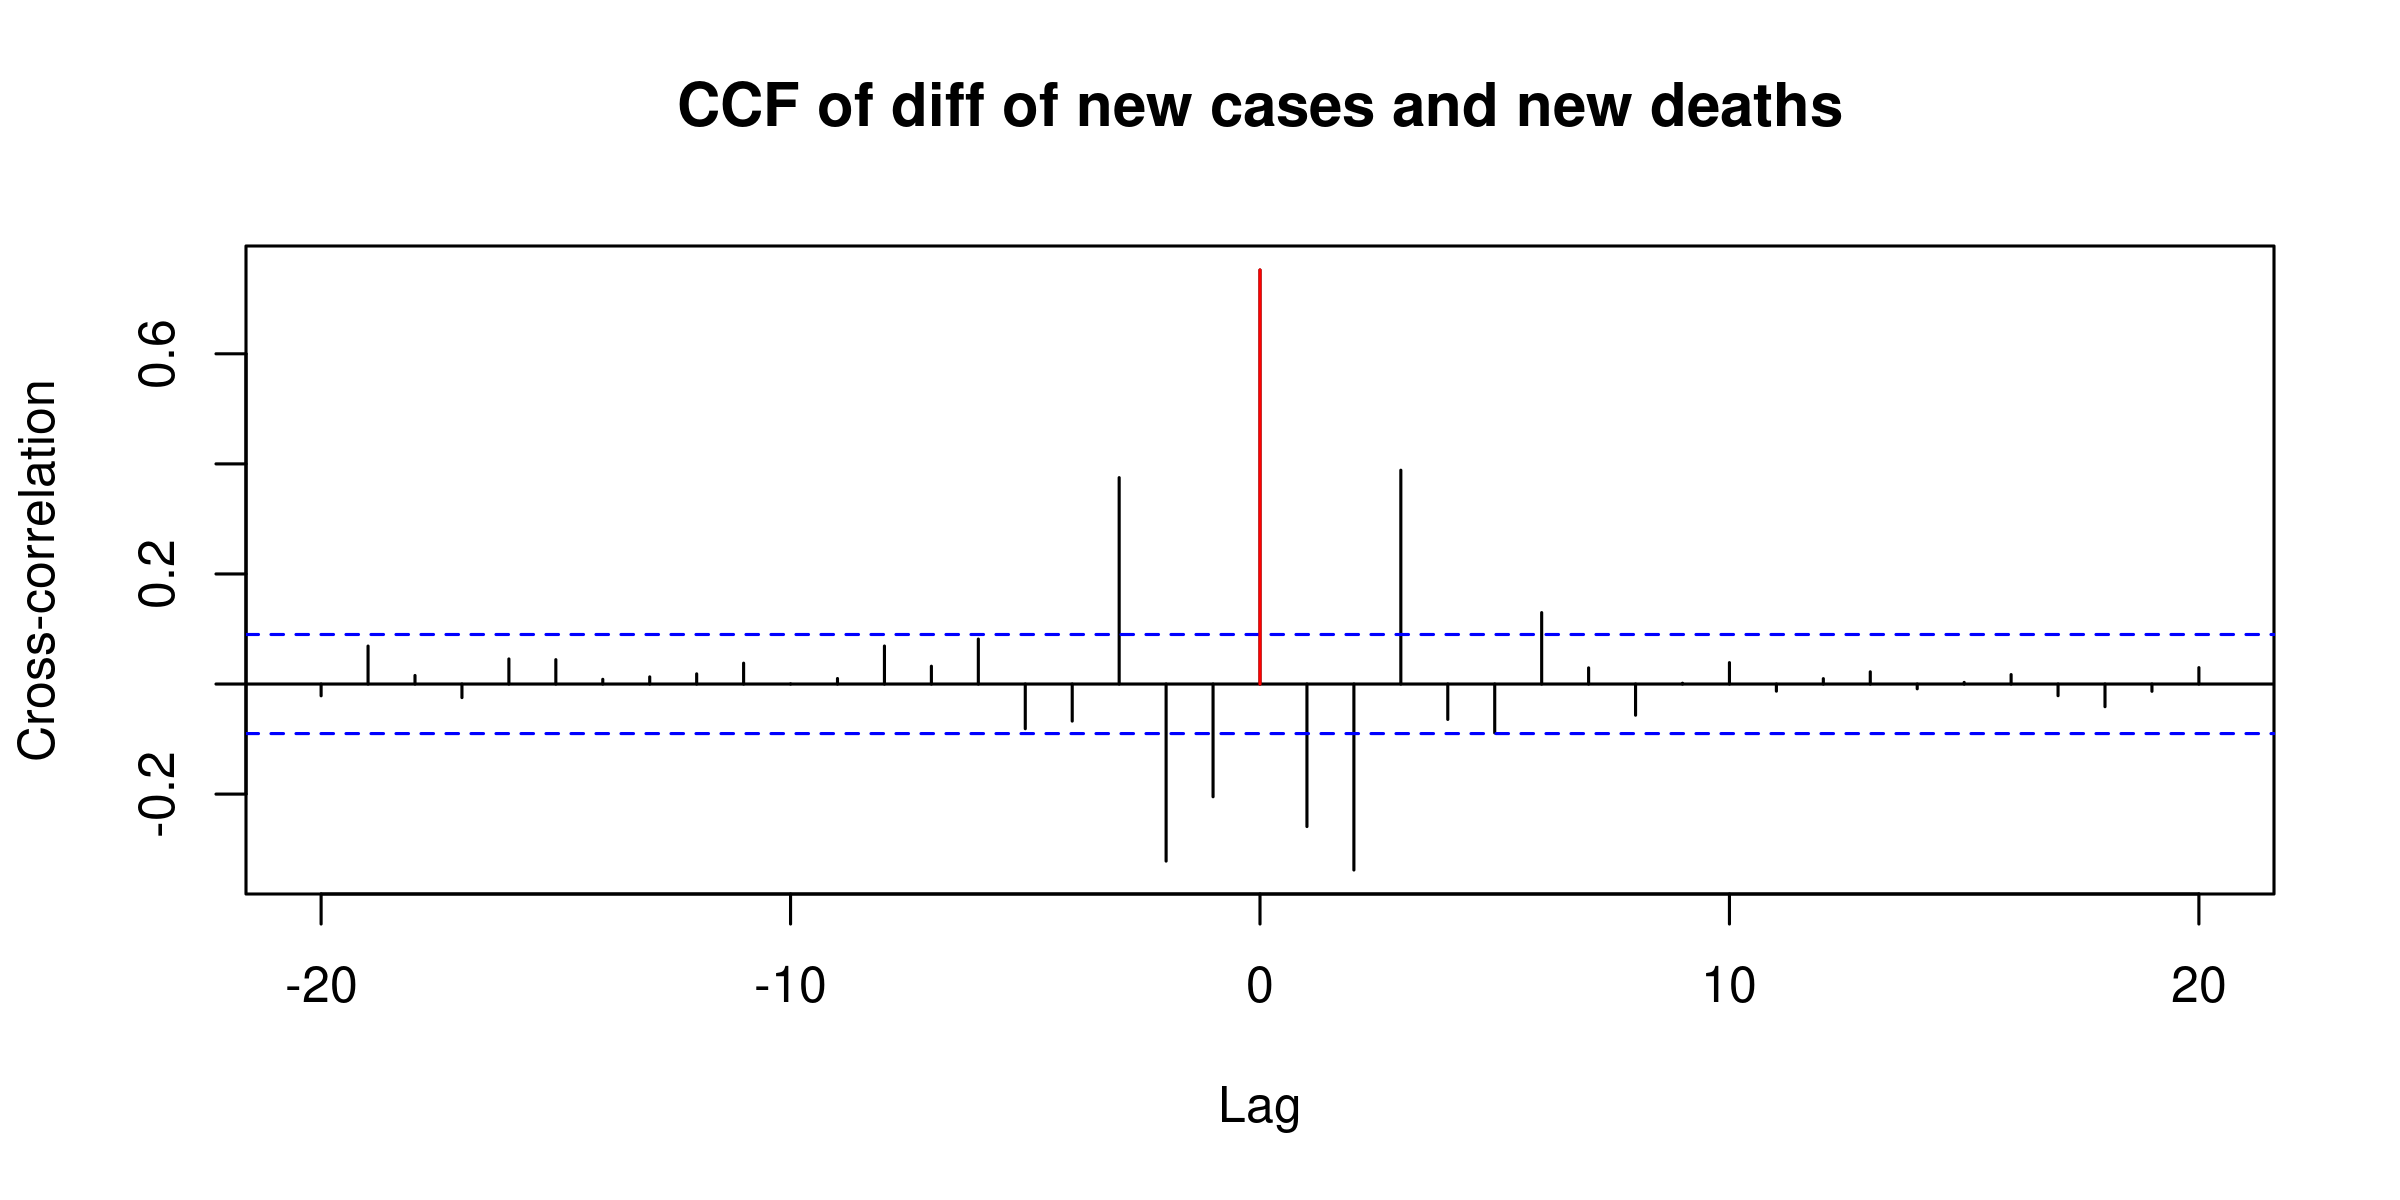 CCF of diff of new cases and new deaths
Cross-correlation
0.6
0.2
-0.2
-20 -10 0 10 20
Lag